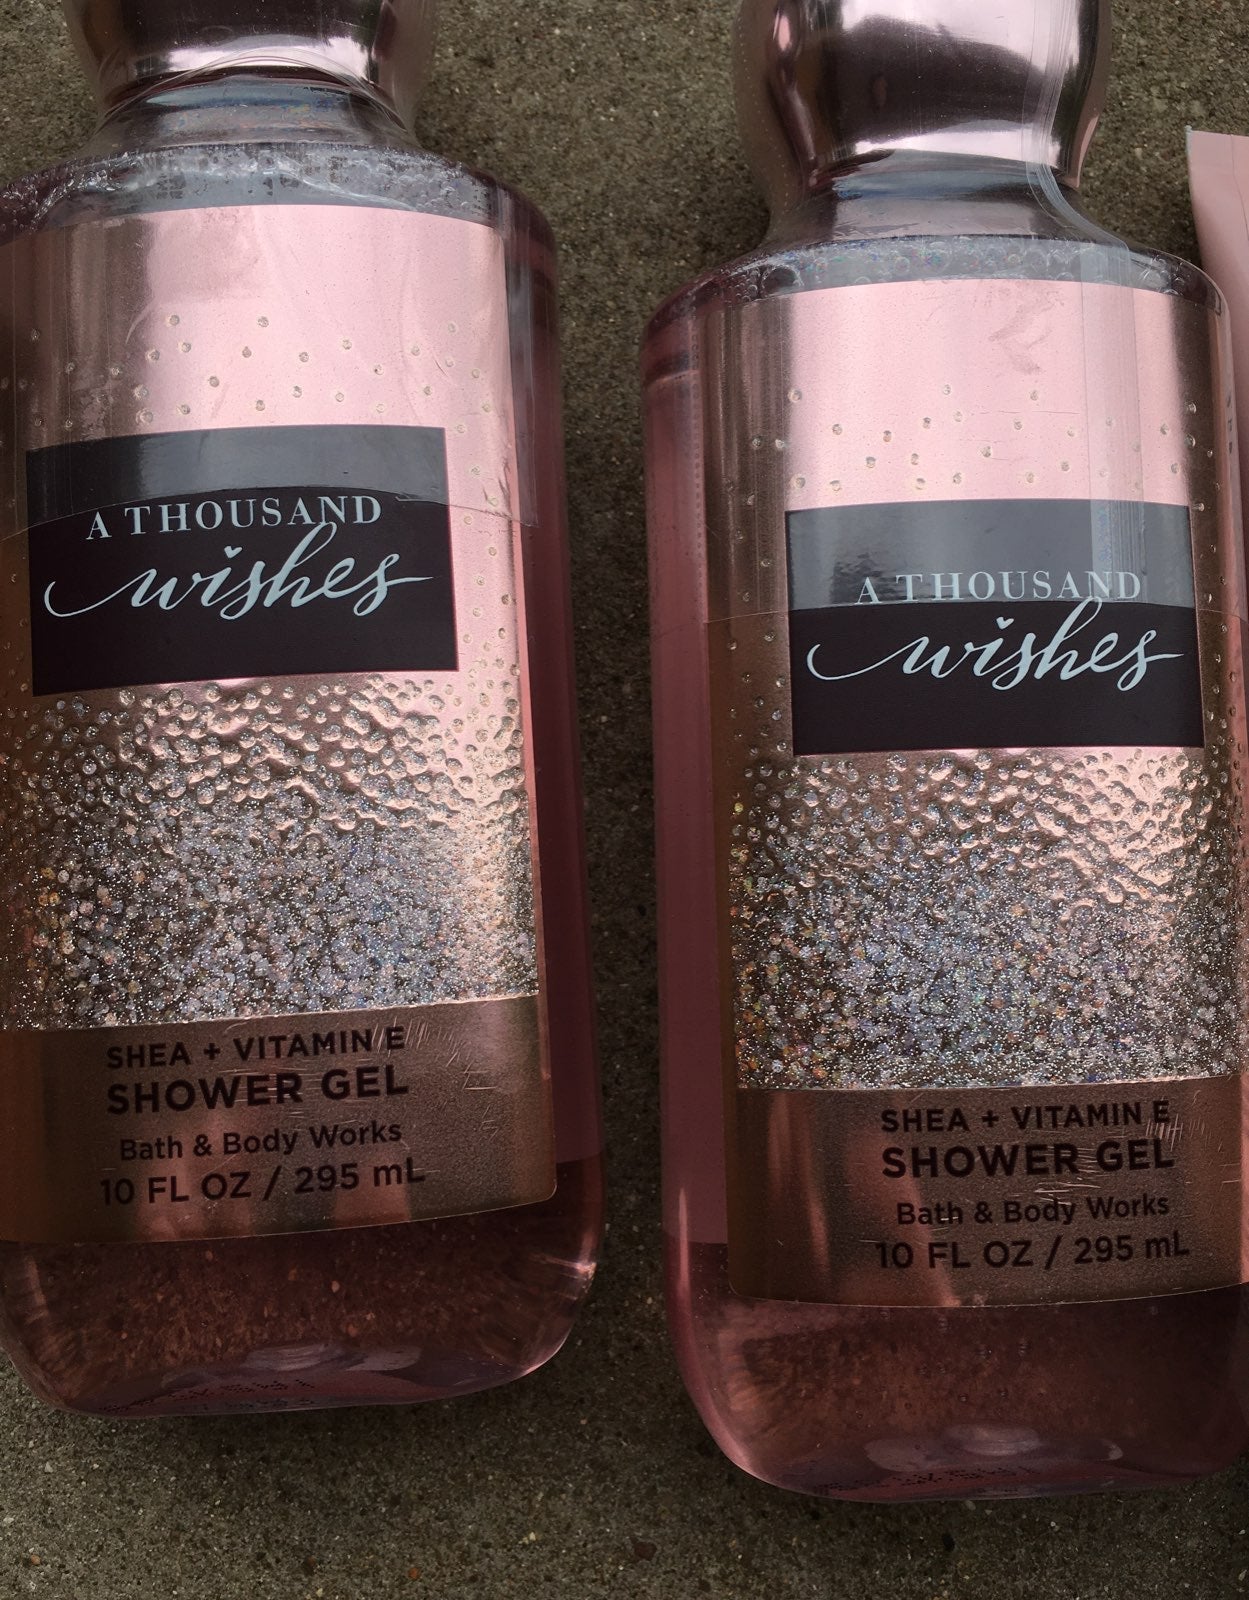 A THOUSAND
wishes
SHEA + VITAMIN E
SHOWER GEL
Bath & Body Works
10 FL OZ / 295 mL
A THOUSAND
wishes
SHEA + VITAMIN E
SHOWER GEL
Bath & Body Works
10 FL OZ / 295 mL